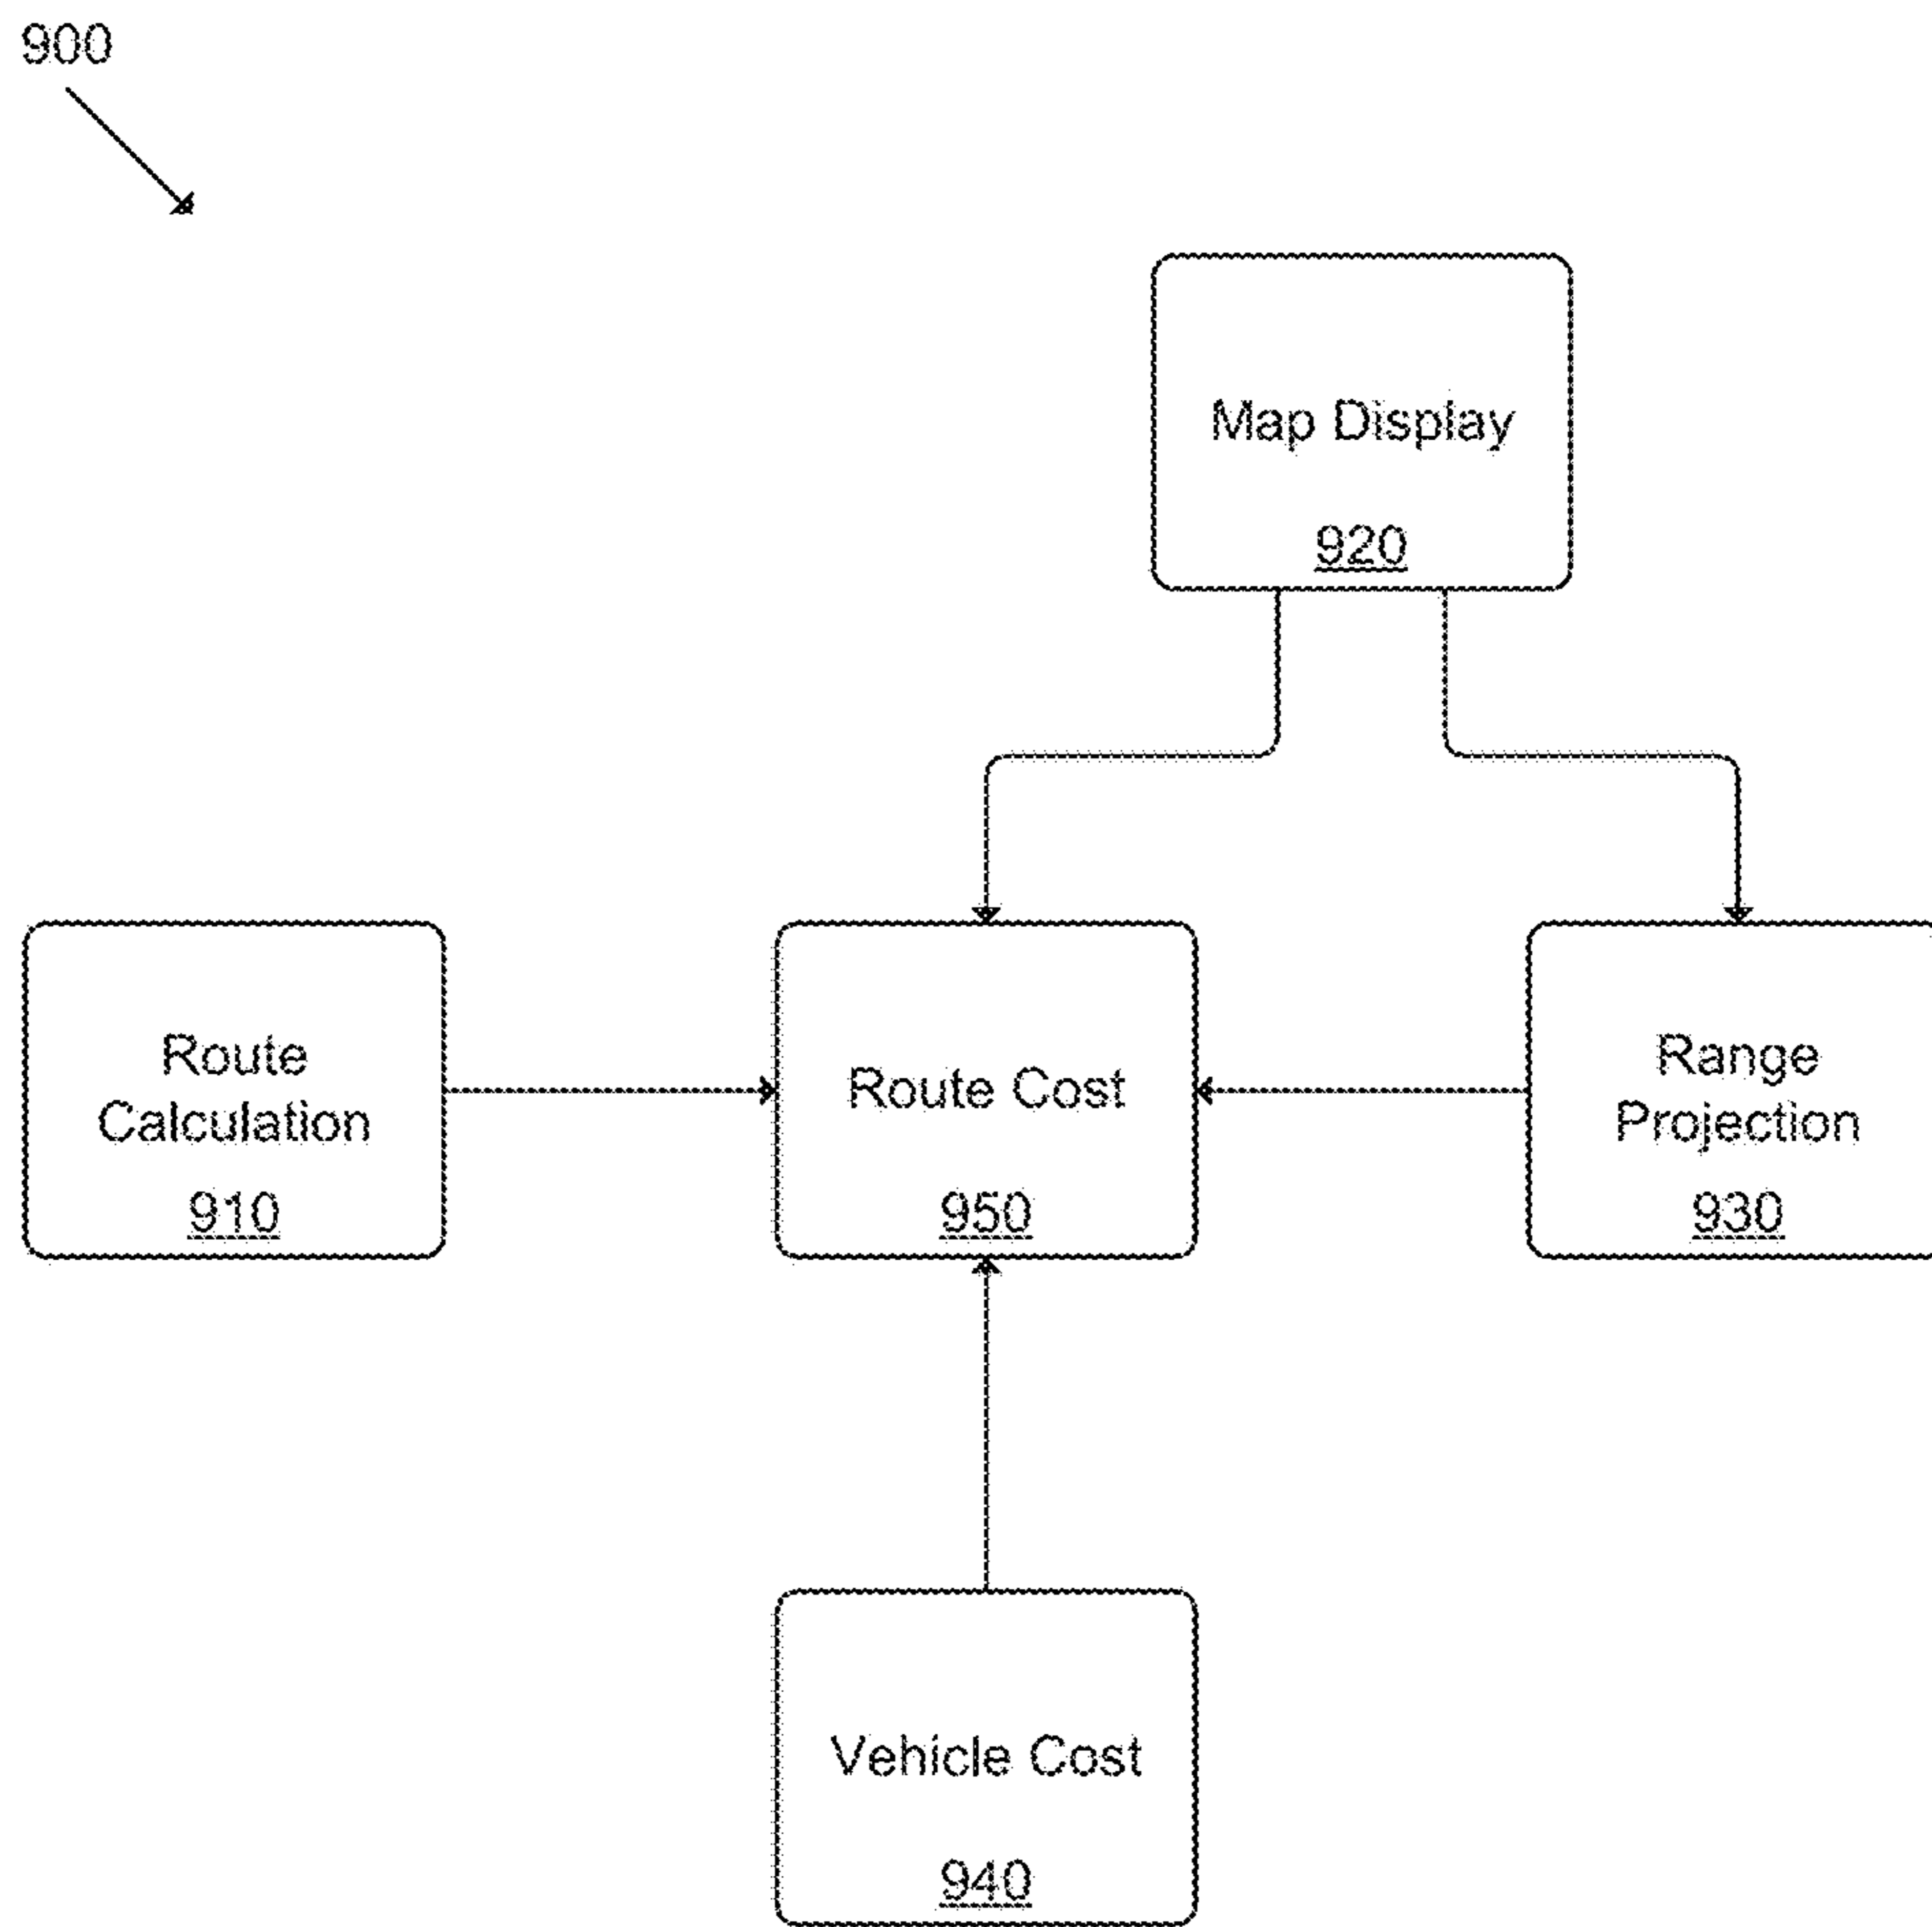 900
Map Display
920
Route
Calculation
910
Route Cost
950
Range
Projection
930
Vehicle Cost
940